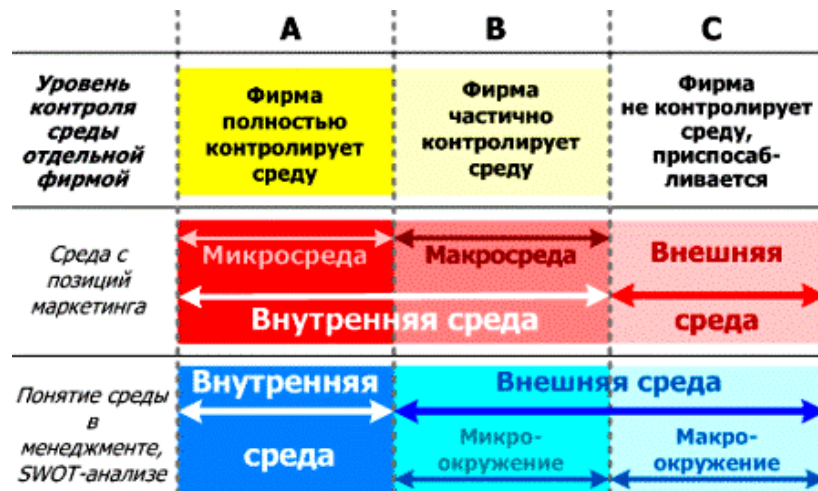 A
B
C
Уровень
контроля
среды
отдельной
фирмой
Фирма
полностью
контролирует
среду
Фирма
частично
контролирует
среду
Фирма
не контролирует
среду,
приспосаб-
ливается
Среда с
позиций
маркетинга
Микросреда
Макросреда
Внутренняя среда
Внешняя
среда
Понятие среды
в
менеджменте,
SWOT-анализе
Внутренняя
среда
Внешняя среда
Микро-
окружение
Макро-
окружение